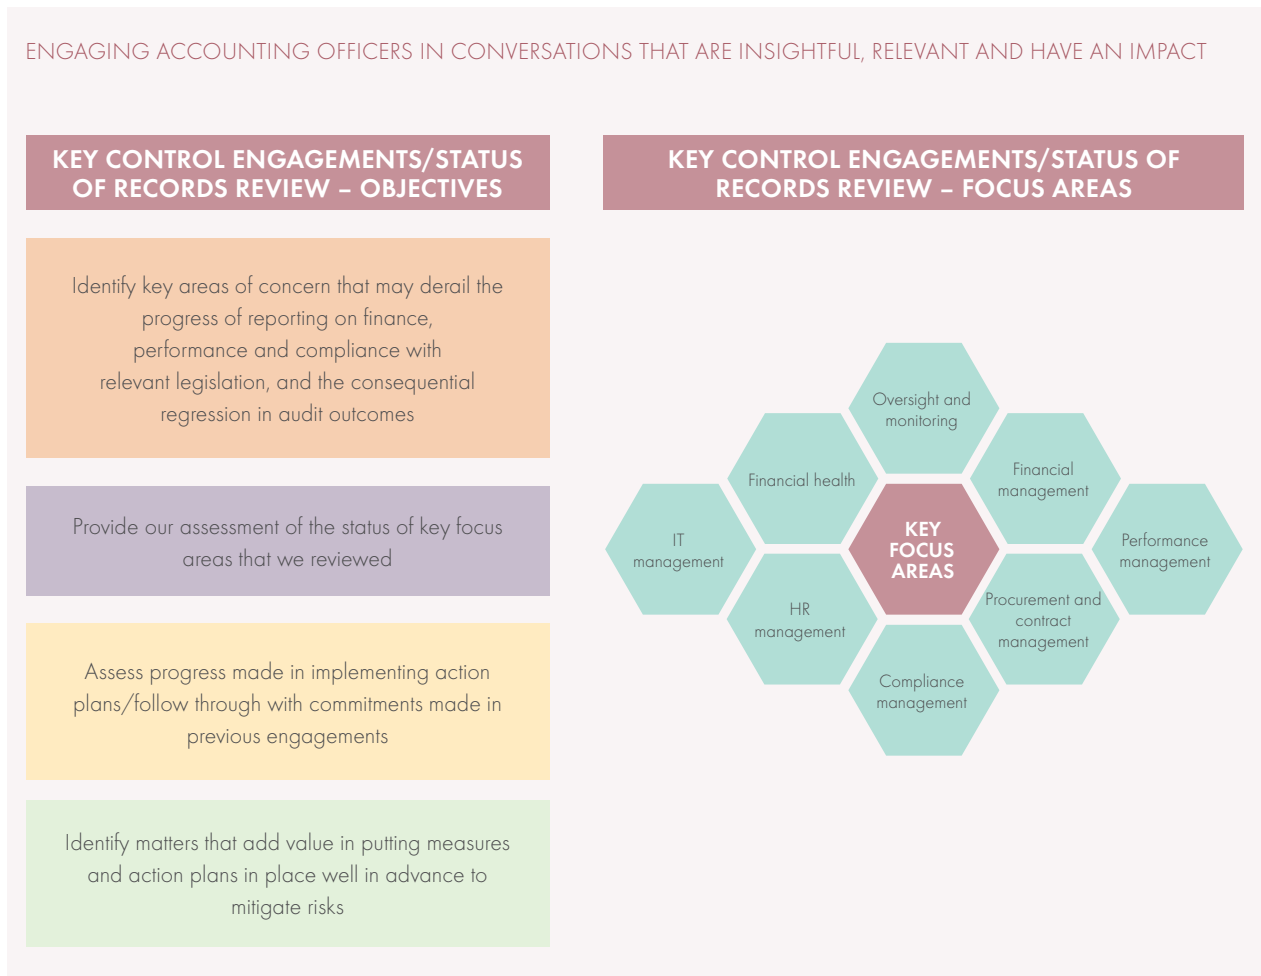 ENGAGING ACCOUNTING OFFICERS IN CONVERSATIONS THAT ARE INSIGHTFUL, RELEVANT AND HAVE AN IMPACT
KEY CONTROL ENGAGEMENTS/STATUS
OF RECORDS REVIEW – OBJECTIVES
Identify key areas of concern that may derail the
progress of reporting on finance,
performance and compliance with
relevant legislation, and the consequential
regression in audit outcomes
Provide our assessment of the status of key focus
areas that we reviewed
Assess progress made in implementing action
plans/follow through with commitments made in
previous engagements
Identify matters that add value in putting measures
and action plans in place well in advance to
mitigate risks
KEY CONTROL ENGAGEMENTS/STATUS OF
RECORDS REVIEW – FOCUS AREAS
Oversight and
monitoring
Financial health
Financial
management
IT
management
KEY
FOCUS
AREAS
Performance
management
HR
management
Procurement and
contract
management
Compliance
management